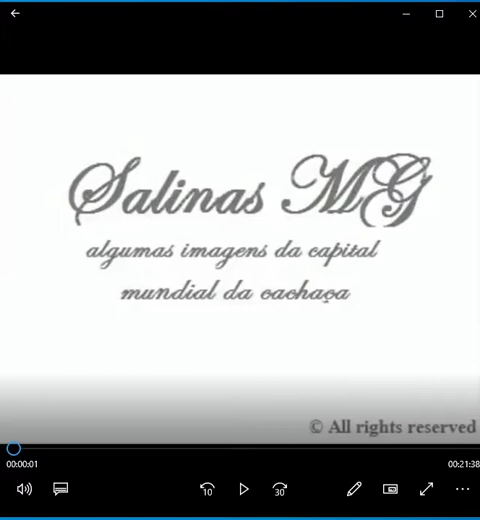 Salinas MG
algumas imagens da capital
mundial da cachaça
© All rights reserved
00:00:01
00:21:38
10
30